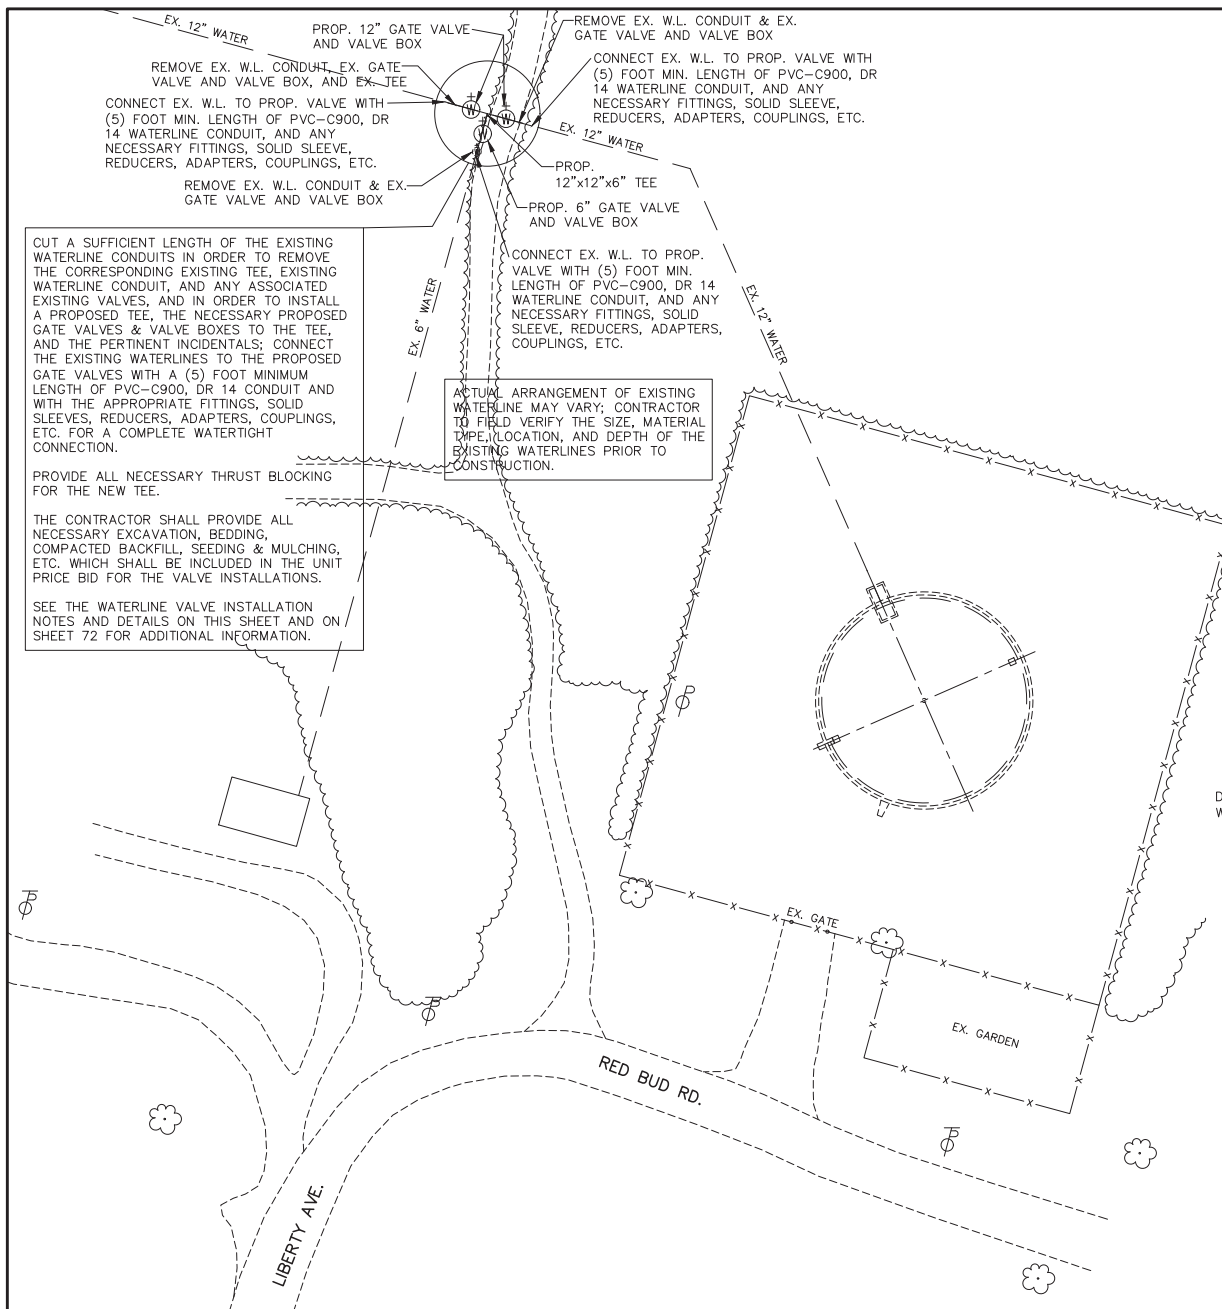 EX. 12" WATER
PROP. 12" GATE VALVE
AND VALVE BOX
REMOVE EX. W.L. CONDUIT & EX.
GATE VALVE AND VALVE BOX
REMOVE EX. W.L. CONDUIT, EX. GATE
VALVE AND VALVE BOX, AND EX. TEE
CONNECT EX. W.L. TO PROP. VALVE WITH
(5) FOOT MIN. LENGTH OF PVC-C900, DR
14 WATERLINE CONDUIT, AND ANY
NECESSARY FITTINGS, SOLID SLEEVE,
REDUCERS, ADAPTERS, COUPLINGS, ETC.
CONNECT EX. W.L. TO PROP. VALVE WITH
(5) FOOT MIN. LENGTH OF PVC-C900, DR
14 WATERLINE CONDUIT, AND ANY
NECESSARY FITTINGS, SOLID SLEEVE,
REDUCERS, ADAPTERS, COUPLINGS, ETC.
W
W
W
EX. 12" WATER
REMOVE EX. W.L. CONDUIT & EX.
GATE VALVE AND VALVE BOX
PROP.
12"x12"x6" TEE
PROP. 6" GATE VALVE
AND VALVE BOX
CONNECT EX. W.L. TO PROP.
VALVE WITH (5) FOOT MIN.
LENGTH OF PVC-C900, DR 14
WATERLINE CONDUIT, AND ANY
NECESSARY FITTINGS, SOLID
SLEEVE, REDUCERS, ADAPTERS,
COUPLINGS, ETC.
CUT A SUFFICIENT LENGTH OF THE EXISTING
WATERLINE CONDUITS IN ORDER TO REMOVE
THE CORRESPONDING EXISTING TEE, EXISTING
WATERLINE CONDUIT, AND ANY ASSOCIATED
EXISTING VALVES, AND IN ORDER TO INSTALL
A PROPOSED TEE, THE NECESSARY PROPOSED
GATE VALVES & VALVE BOXES TO THE TEE,
AND THE PERTINENT INCIDENTALS; CONNECT
THE EXISTING WATERLINES TO THE PROPOSED
GATE VALVES WITH A (5) FOOT MINIMUM
LENGTH OF PVC-C900, DR 14 CONDUIT AND
WITH THE APPROPRIATE FITTINGS, SOLID
SLEEVES, REDUCERS, ADAPTERS, COUPLINGS,
ETC. FOR A COMPLETE WATERTIGHT
CONNECTION.
PROVIDE ALL NECESSARY THRUST BLOCKING
FOR THE NEW TEE.
THE CONTRACTOR SHALL PROVIDE ALL
NECESSARY EXCAVATION, BEDDING,
COMPACTED BACKFILL, SEEDING & MULCHING,
ETC. WHICH SHALL BE INCLUDED IN THE UNIT
PRICE BID FOR THE VALVE INSTALLATIONS.
SEE THE WATERLINE VALVE INSTALLATION
NOTES AND DETAILS ON THIS SHEET AND ON
SHEET 72 FOR ADDITIONAL INFORMATION.
EX. 6" WATER
EX. 12" WATER
ACTUAL ARRANGEMENT OF EXISTING
WATERLINE MAY VARY; CONTRACTOR
TO FIELD VERIFY THE SIZE, MATERIAL
TYPE, LOCATION, AND DEPTH OF THE
EXISTING WATERLINES PRIOR TO
CONSTRUCTION.
EX. GATE
EX. GARDEN
RED BUD RD.
LIBERTY AVE.